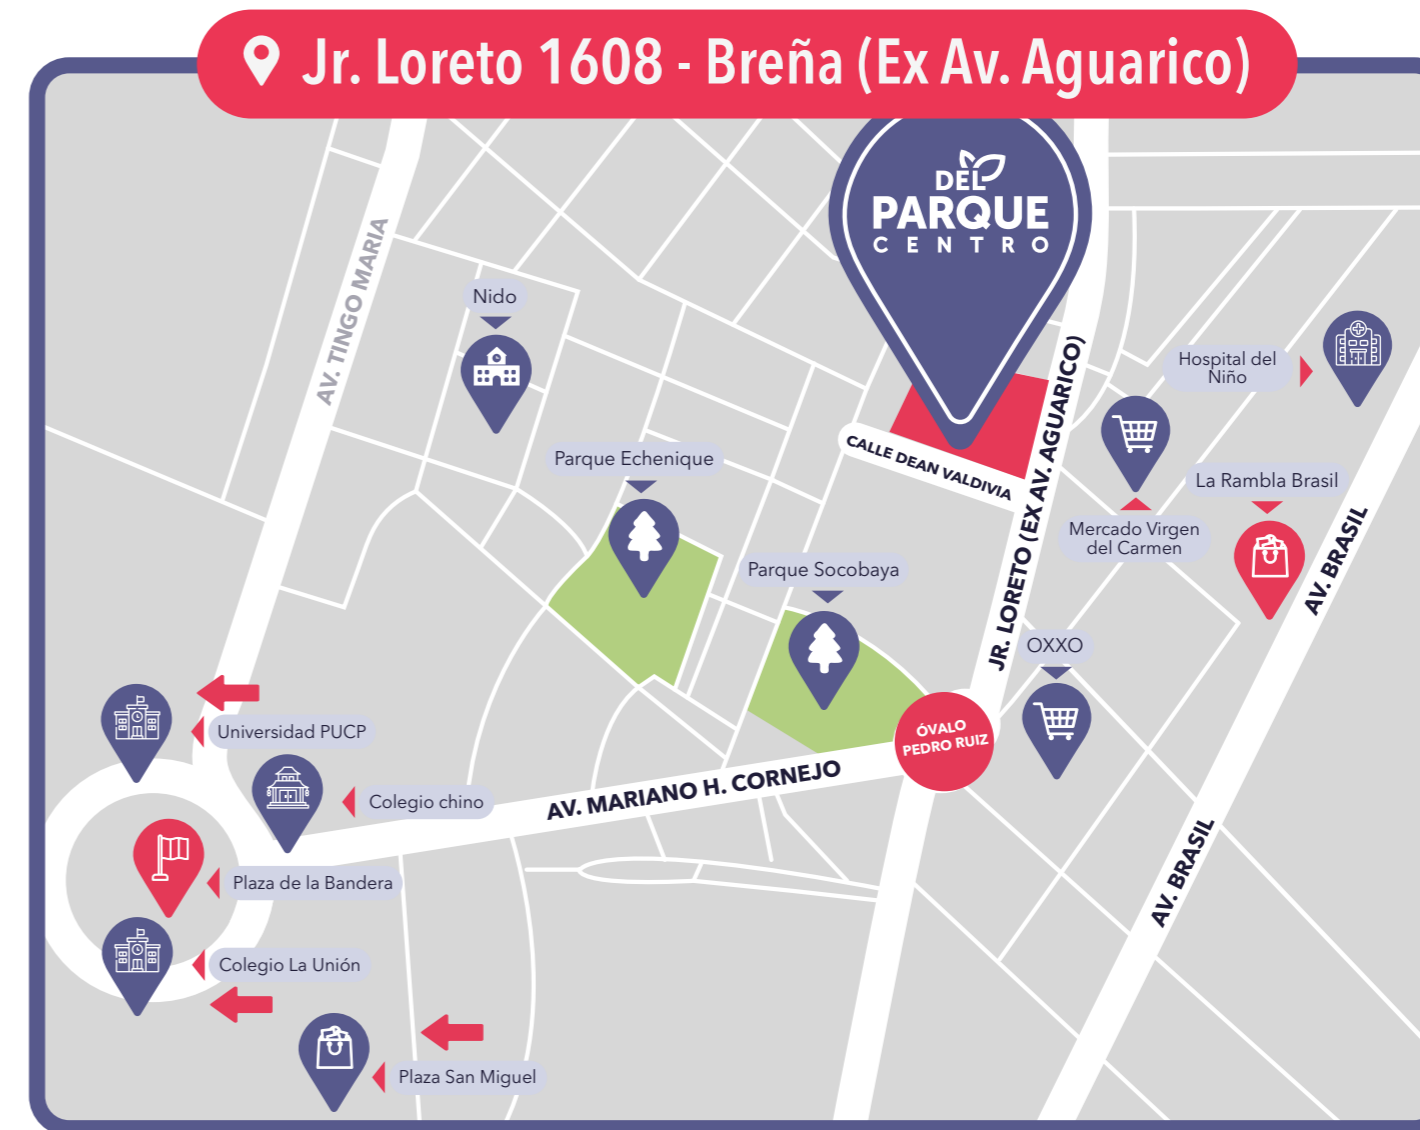 Jr. Loreto 1608 - Breña (Ex Av. Aguarico)
DEL
PARQUE
CENTRO
AV. TINGO MARIA
Nido
Hospital del
Niño
JR. LORETO (EX AV. AGUARICO)
CALLE DEAN VALDIVIA
Parque Echenique
La Rambla Brasil
Mercado Virgen
del Carmen
AV. BRASIL
Parque Socobaya
OXXO
Universidad PUCP
ÓVALO
PEDRO RUIZ
Colegio chino
AV. MARIANO H. CORNEJO
AV. BRASIL
Plaza de la Bandera
Colegio La Unión
Plaza San Miguel